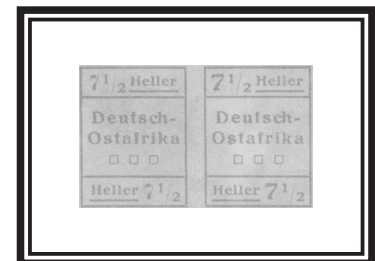 7 1/2 Heller
Deutsch-
Ostafrika
Heller 7 1/2
7 1/2 Heller
Deutsch-
Ostafrika
Heller 7 1/2